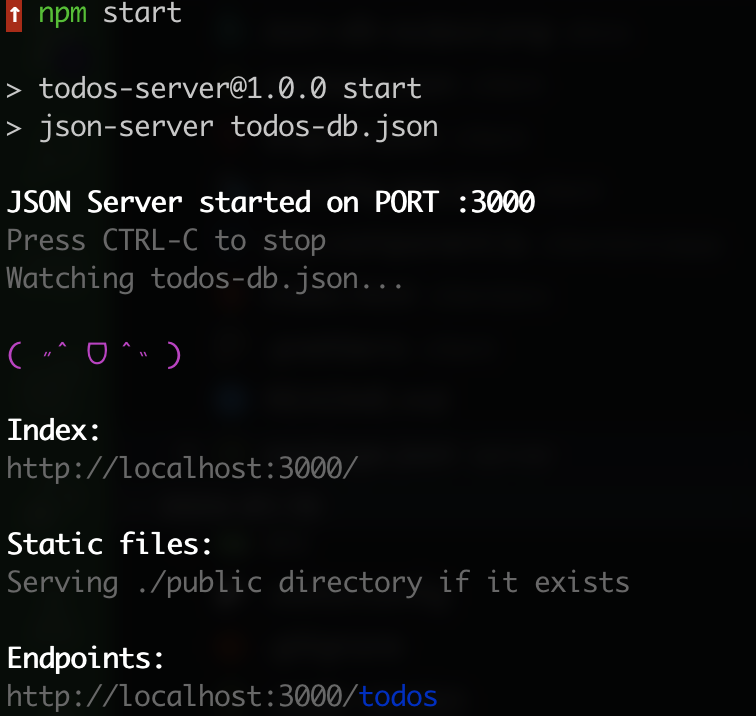 ↑ npm start
> todos-server@1.0.0 start
> json-server todos-db.json
JSON Server started on PORT :3000
Press CTRL-C to stop
Watching todos-db.json...
( ˶ˆ ᗜ ˆ˵ )
Index:
http://localhost:3000/
Static files:
Serving ./public directory if it exists
Endpoints:
http://localhost:3000/todos